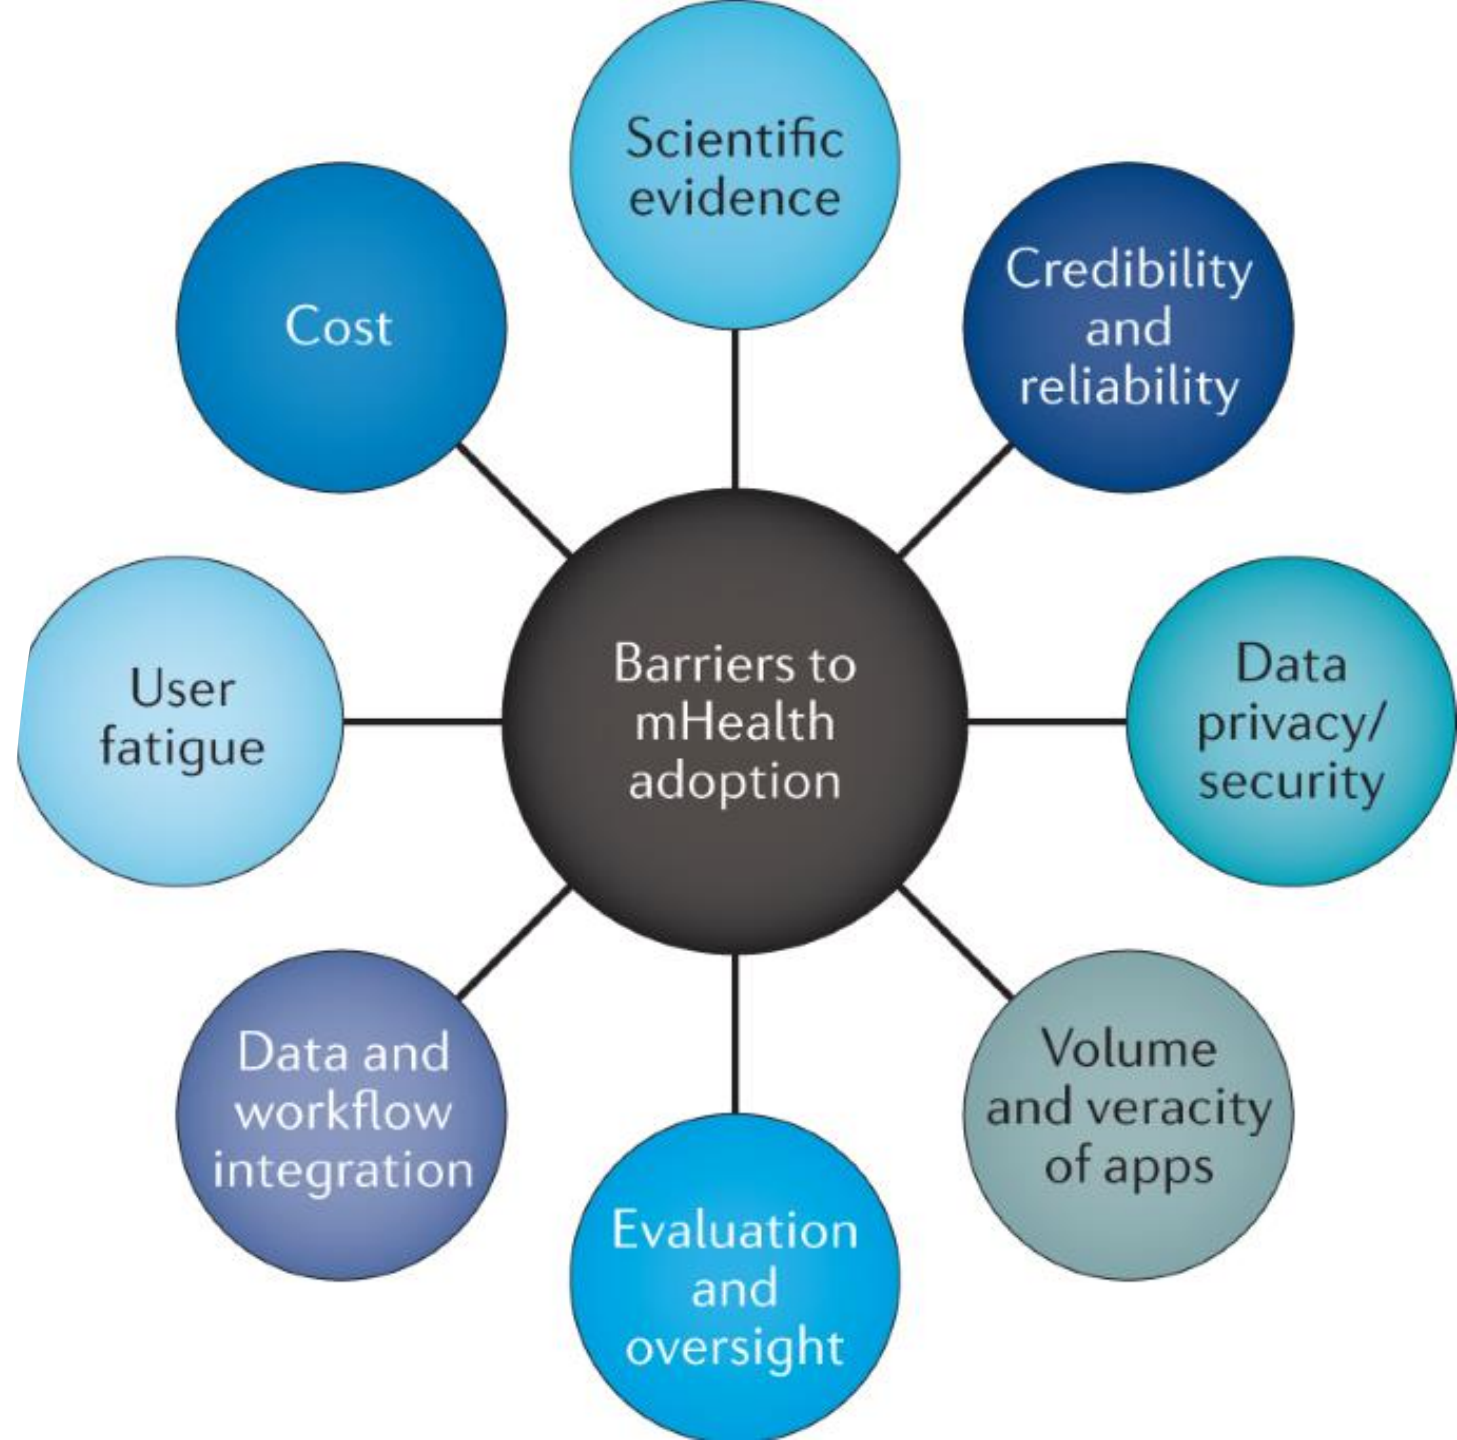 Scientific
evidence
Credibility
and
reliability
Cost
Barriers to
mHealth
adoption
Data
privacy/
security
User
fatigue
Volume
and veracity
of apps
Data and
workflow
integration
Evaluation
and
oversight